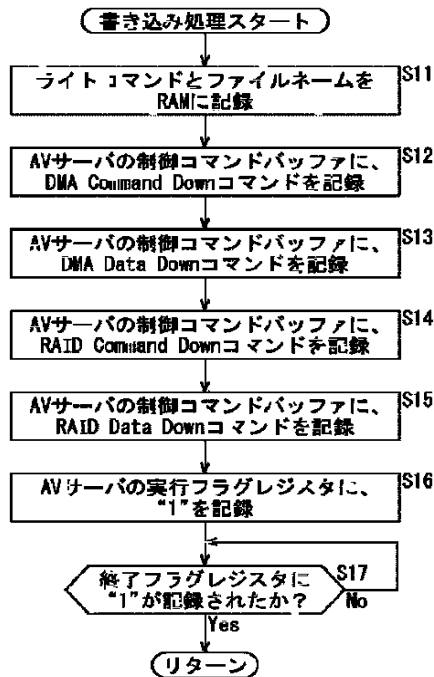 書き込み処理スタート
ライトコマンドとファイルネームを
RAMに記録
S11
AVサーバの制御コマンドバッファに、
DMA Command Downコマンドを記録
S12
AVサーバの制御コマンドバッファに、
DMA Data Downコマンドを記録
S13
AVサーバの制御コマンドバッファに、
RAID Command Downコマンドを記録
S14
AVサーバの制御コマンドバッファに、
RAID Data Downコマンドを記録
S15
AVサーバの実行フラグレジスタに、
“1”を記録
S16
終了フラグレジスタに
“1”が記録されたか？
S17
No
Yes
リターン